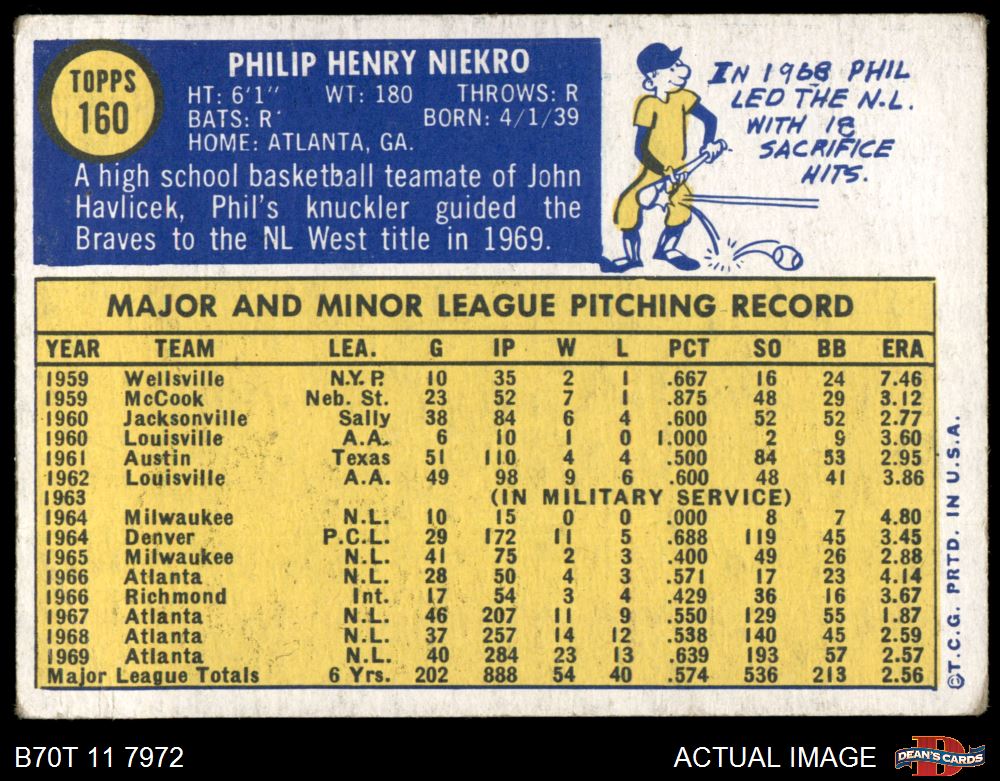 TOPPS
160
PHILIP HENRY NIEKRO
HT: 6'1" WT: 180 THROWS: R
BATS: R BORN: 4/1/39
HOME: ATLANTA, GA.
A high school basketball teamate of John
Havlicek, Phil's knuckler guided the
Braves to the NL West title in 1969.
IN 1968 PHIL
LED THE N.L.
WITH 18
SACRIFICE
HITS.
MAJOR AND MINOR LEAGUE PITCHING RECORD
YEAR TEAM LEA. G IP W L PCT SO BB ERA
1959 Wellsville N.Y.P. 10 35 2 1 .667 16 24 7.46
1959 McCook Neb. St. 23 52 7 1 .875 48 29 3.12
1960 Jacksonville Sally 38 84 6 4 .600 52 52 2.77
1960 Louisville A.A. 6 10 1 0 1.000 2 9 3.60
1961 Austin Texas 51 110 4 4 .500 84 53 2.95
1962 Louisville A.A. 49 98 9 6 .600 48 41 3.86
1963 (IN MILITARY SERVICE)
1964 Milwaukee N.L. 10 15 0 0 .000 8 7 4.80
1964 Denver P.C.L. 29 172 11 5 .688 119 45 3.45
1965 Milwaukee N.L. 41 75 2 3 .400 49 26 2.88
1966 Atlanta N.L. 28 50 4 3 .571 17 23 4.14
1966 Richmond Int. 17 54 3 4 .429 36 16 3.67
1967 Atlanta N.L. 46 207 11 9 .550 129 55 1.87
1968 Atlanta N.L. 37 257 14 12 .538 140 45 2.59
1969 Atlanta N.L. 40 284 23 13 .639 193 57 2.57
Major League Totals 6 Yrs. 202 888 54 40 .574 536 213 2.56
©T.C.G. PRTD. IN U.S.A.
B70T 11 7972
ACTUAL IMAGE
DEAN'S CARDS